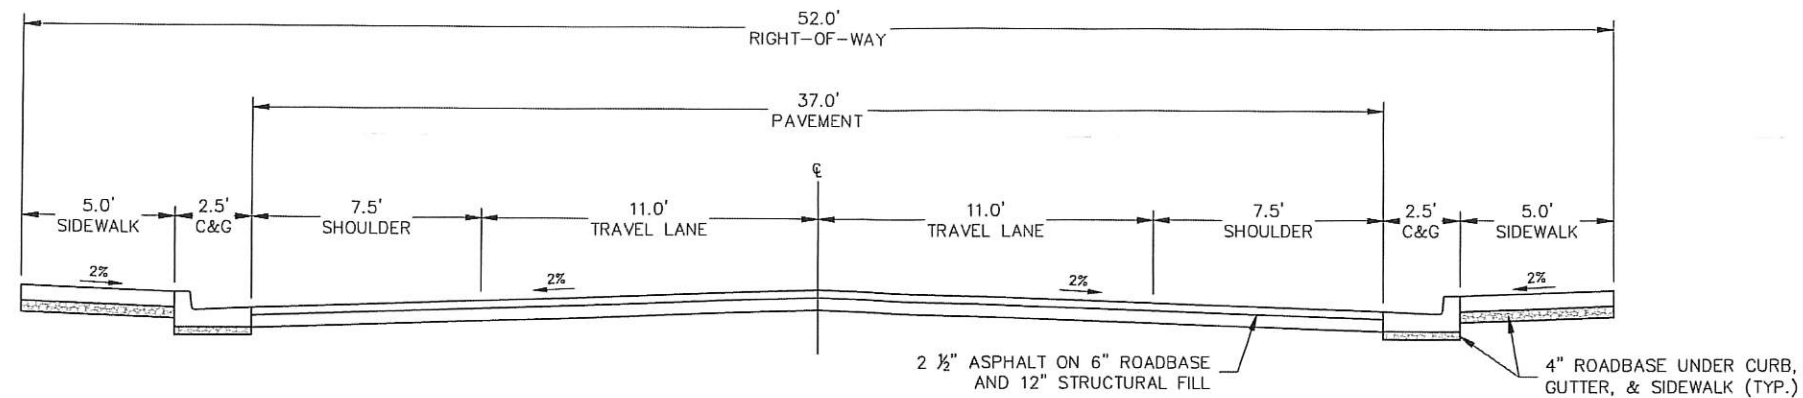 52.0'
RIGHT-OF-WAY
37.0'
PAVEMENT
℄
5.0'
SIDEWALK
2.5'
C&G
7.5'
SHOULDER
11.0'
TRAVEL LANE
11.0'
TRAVEL LANE
7.5'
SHOULDER
2.5'
C&G
5.0'
SIDEWALK
2%
2%
2%
2%
2 ½" ASPHALT ON 6" ROADBASE
AND 12" STRUCTURAL FILL
4" ROADBASE UNDER CURB,
GUTTER, & SIDEWALK (TYP.)